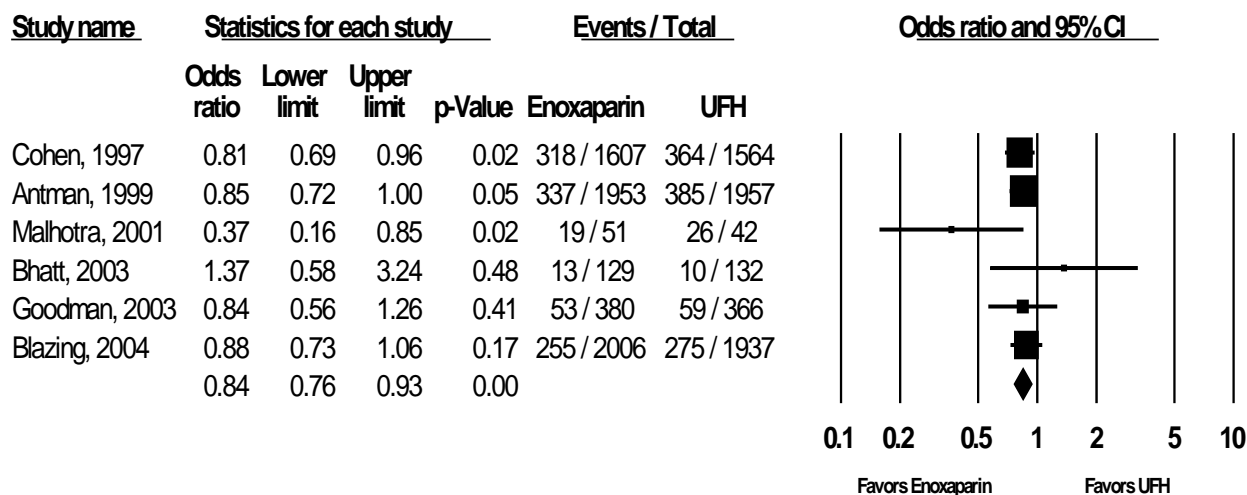 Study name Statistics for each study Events / Total Odds ratio and 95% CI
Odds Lower Upper
ratio limit limit p-Value Enoxaparin UFH
Cohen, 1997 0.81 0.69 0.96 0.02 318 / 1607 364 / 1564
Antman, 1999 0.85 0.72 1.00 0.05 337 / 1953 385 / 1957
Malhotra, 2001 0.37 0.16 0.85 0.02 19 / 51 26 / 42
Bhatt, 2003 1.37 0.58 3.24 0.48 13 / 129 10 / 132
Goodman, 2003 0.84 0.56 1.26 0.41 53 / 380 59 / 366
Blazing, 2004 0.88 0.73 1.06 0.17 255 / 2006 275 / 1937
0.84 0.76 0.93 0.00
0.1 0.2 0.5 1 2 5 10
Favors Enoxaparin Favors UFH